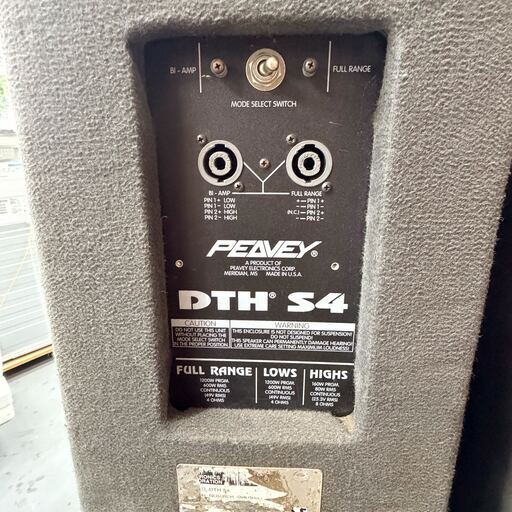 BI - AMP
FULL RANGE
MODE SELECT SWITCH
BI - AMP
PIN 1 + LOW
PIN 1 - LOW
PIN 2 + HIGH
PIN 2 - HIGH
FULL RANGE
+ — PIN 1 +
- — PIN 1 -
(N.C.) — PIN 2 +
— PIN 2 -
PEAVEY®
A PRODUCT OF
PEAVEY ELECTRONICS CORP.
MERIDIAN, MS MADE IN U.S.A.
DTH® S4
CAUTION
DO NOT USE THIS UNIT
WITHOUT PLACING THE
MODE SELECT SWITCH
IN THE PROPER POSITION.
WARNING
THIS ENCLOSURE IS NOT DESIGNED FOR SUSPENSION!
DO NOT SUSPEND!
THIS SPEAKER CAN PERMANENTLY DAMAGE HEARING!
USE EXTREME CARE SETTING MAXIMUM LOUDNESS!
FULL RANGE
1200W PRGM.
600W RMS
CONTINUOUS
(49V RMS)
4 OHMS
LOWS
1200W PRGM.
600W RMS
CONTINUOUS
(49V RMS)
4 OHMS
HIGHS
160W PRGM.
80W RMS
CONTINUOUS
(25.3V RMS)
8 OHMS
DTH